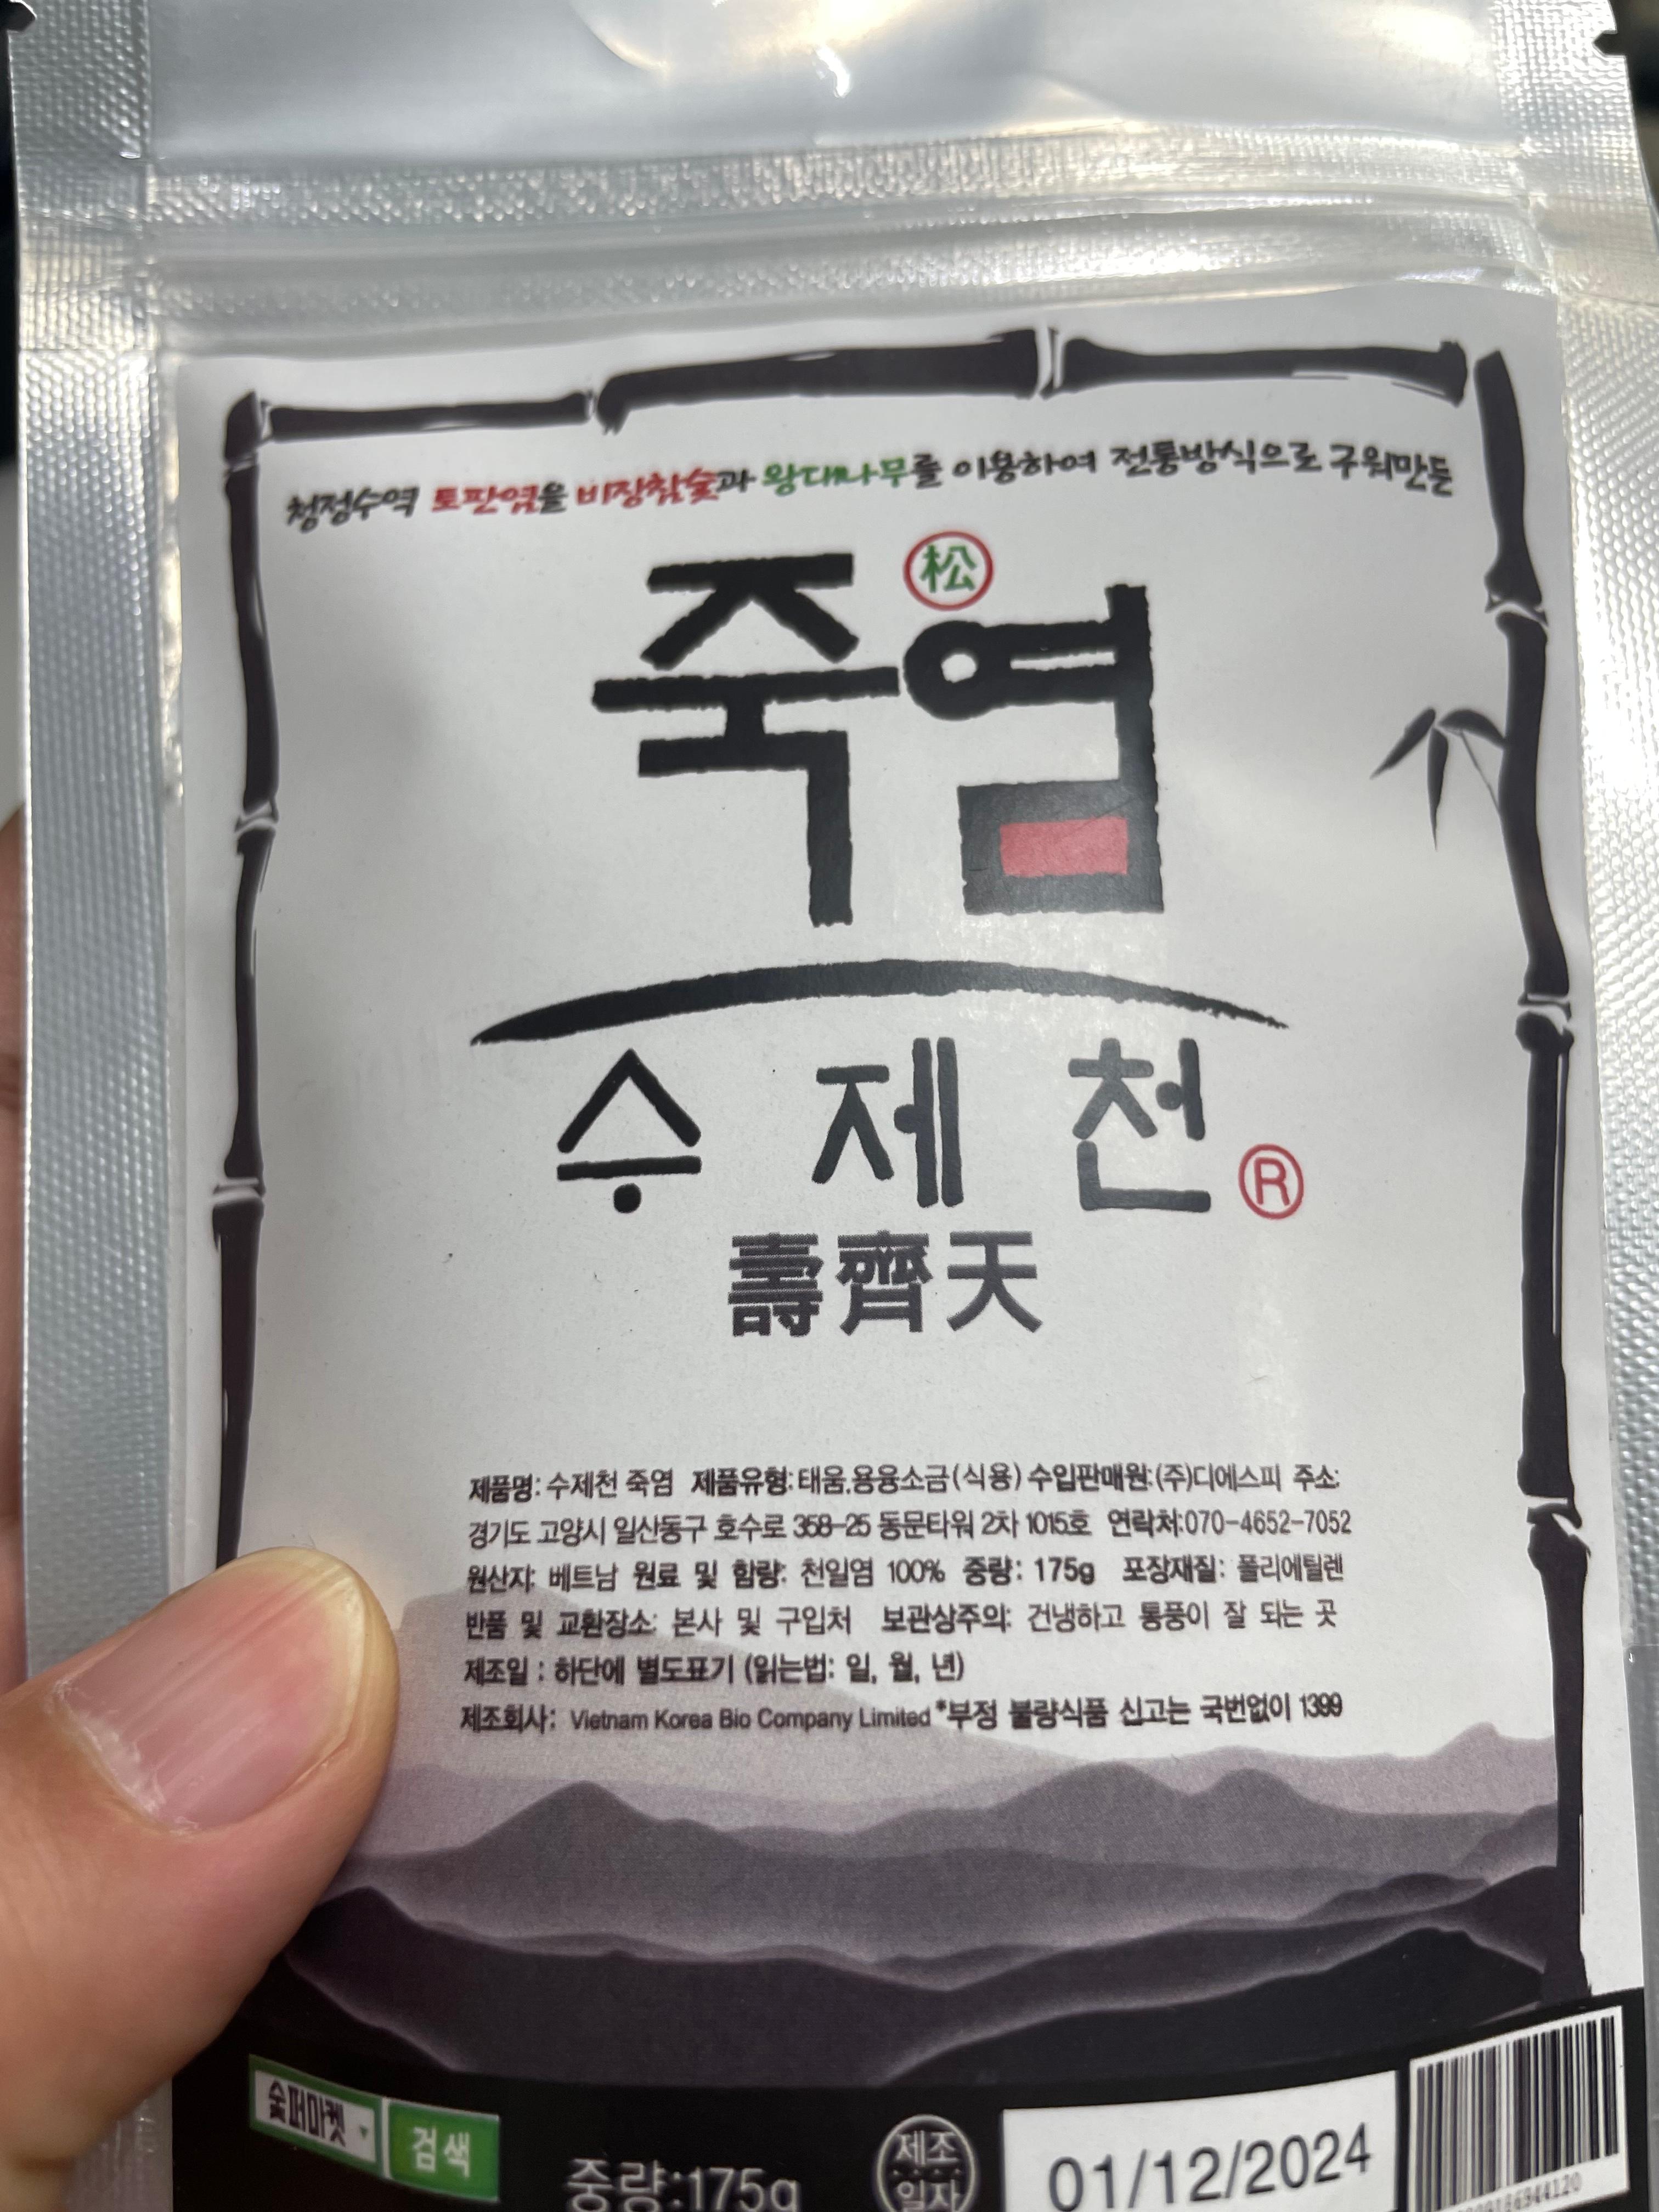 청정수역 토판염을 비장참숯과 왕대나무를 이용하여 전통방식으로 구워만든
松
죽염
수제천 ®
壽齊天
제품명: 수제천 죽염 제품유형:태움.용융소금(식용) 수입판매원:(주)디에스피 주소:
경기도 고양시 일산동구 호수로 358-25 동문타워 2차 1015호 연락처:070-4652-7052
원산지: 베트남 원료 및 함량: 천일염 100% 중량: 175g 포장재질: 폴리에틸렌
반품 및 교환장소: 본사 및 구입처 보관상주의: 건냉하고 통풍이 잘 되는 곳
제조일 : 하단에 별도표기 (읽는법: 일, 월, 년)
제조회사: Vietnam Korea Bio Company Limited *부정 불량식품 신고는 국번없이 1399
숯퍼마켓 검색
중량:175g
제조
일자
01/12/2024